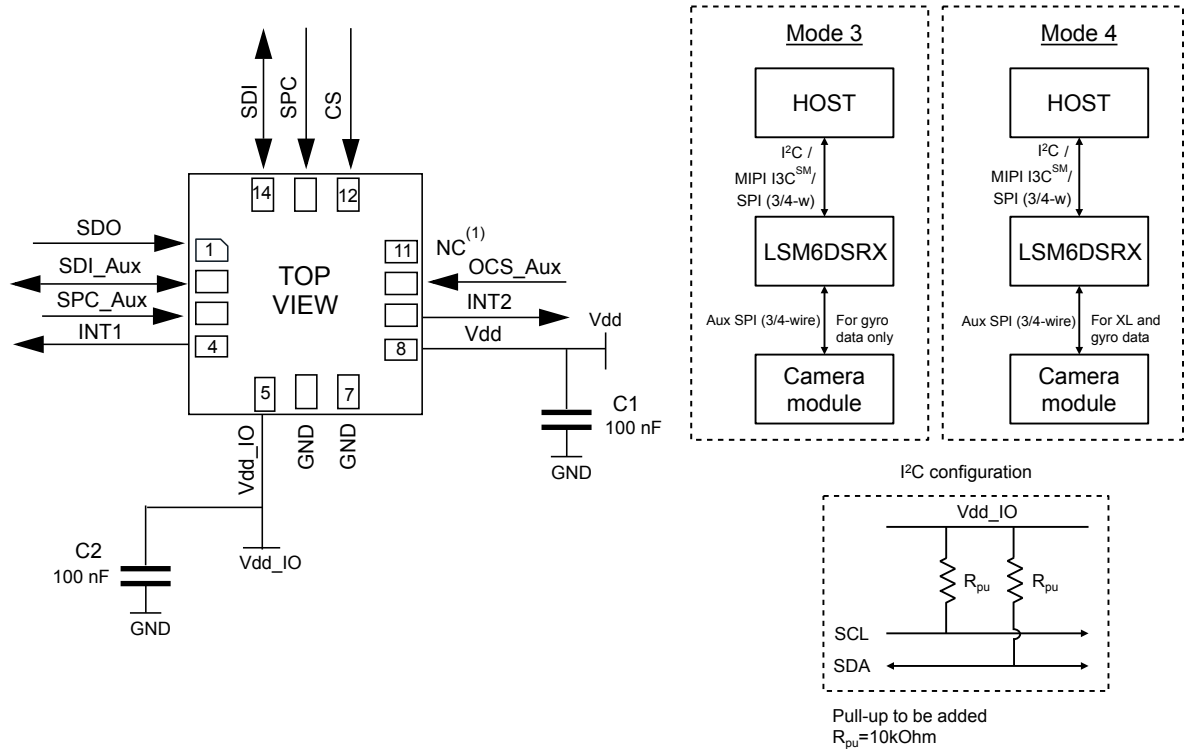 SDI
SPC
CS
14
12
SDO
1
SDI_Aux
SPC_Aux
INT1
4
TOP
VIEW
11
NC(1)
OCS_Aux
INT2
Vdd
8
Vdd
5
7
Vdd_IO
GND
GND
C1
100 nF
GND
C2
100 nF
GND
Vdd_IO
Mode 3
HOST
I2C /
MIPI I3CSM/
SPI (3/4-w)
LSM6DSRX
Aux SPI (3/4-wire)
For gyro
data only
Camera
module
Mode 4
HOST
I2C /
MIPI I3CSM/
SPI (3/4-w)
LSM6DSRX
Aux SPI (3/4-wire)
For XL and
gyro data
Camera
module
I2C configuration
Vdd_IO
Rpu
Rpu
SCL
SDA
Pull-up to be added
Rpu=10kOhm